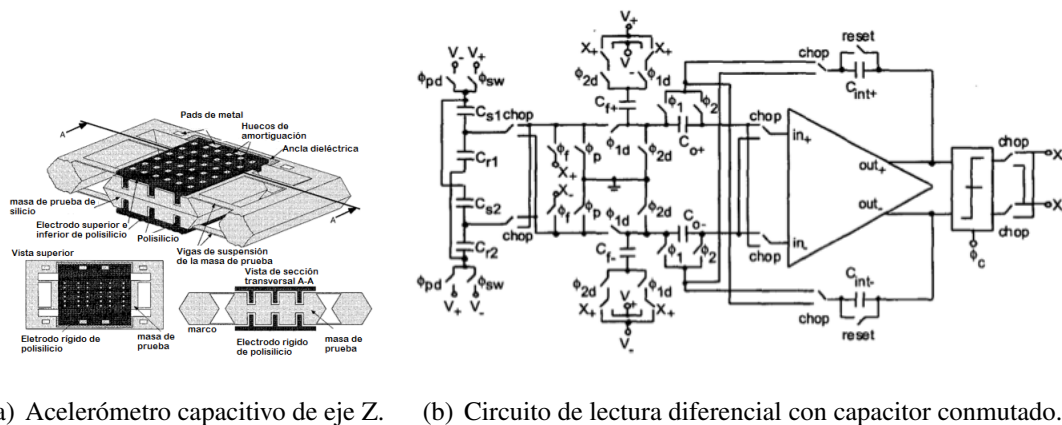 Pads de metal
Huecos de
amortiguación
Ancla dieléctrica
A
A
masa de prueba de
silicio
Electrodo superior e
inferior de polisilicio
Polisilicio
Vigas de suspensión
de la masa de prueba
Vista superior
Vista de sección
transversal A-A
marco
Eletrodo rígido de
polisilicio
masa de
prueba
Electrodo rígido
de polisilicio
masa de
prueba
V- V+
ϕpd ϕsw
Cs1
chop
Cr1
Cs2
chop
Cr2
ϕpd ϕsw
V+ V-
V+
X+ X+
V-
ϕ2d ϕ1d
Cf+
ϕ1 ϕ2
Co+
ϕf ϕp ϕ1d ϕ2d
X+
X-
ϕf ϕp ϕ1d ϕ2d
Co-
Cf-
ϕ1 ϕ2
ϕ2d ϕ1d
X+ V+ X+
V-
chop
in+
in-
chop
out+
out-
reset
chop
Cint+
Cint-
chop
reset
chop
chop
ϕc
X
X
(a) Acelerómetro capacitivo de eje Z.
(b) Circuito de lectura diferencial con capacitor conmutado.